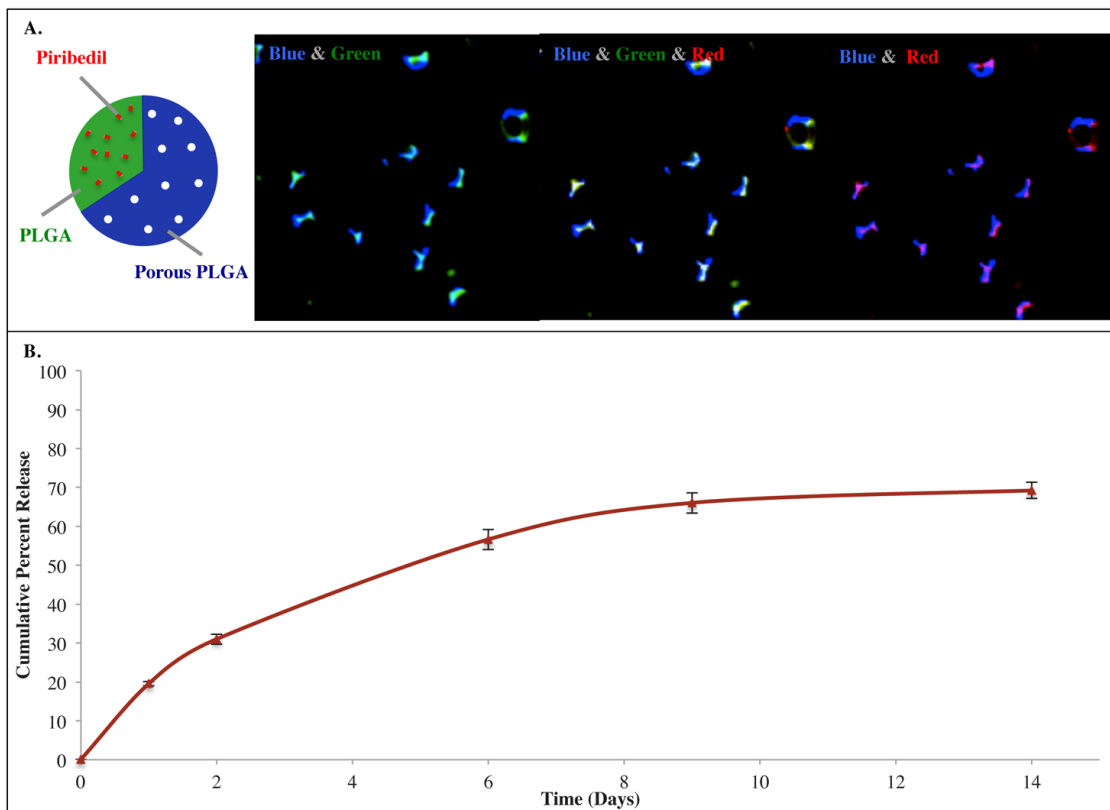 A.
Piribedil
PLGA
Porous PLGA
Blue & Green
Blue & Green & Red
Blue & Red
B.
Cumulative Percent Release
100
90
80
70
60
50
40
30
20
10
0
0 2 4 6 8 10 12 14
Time (Days)